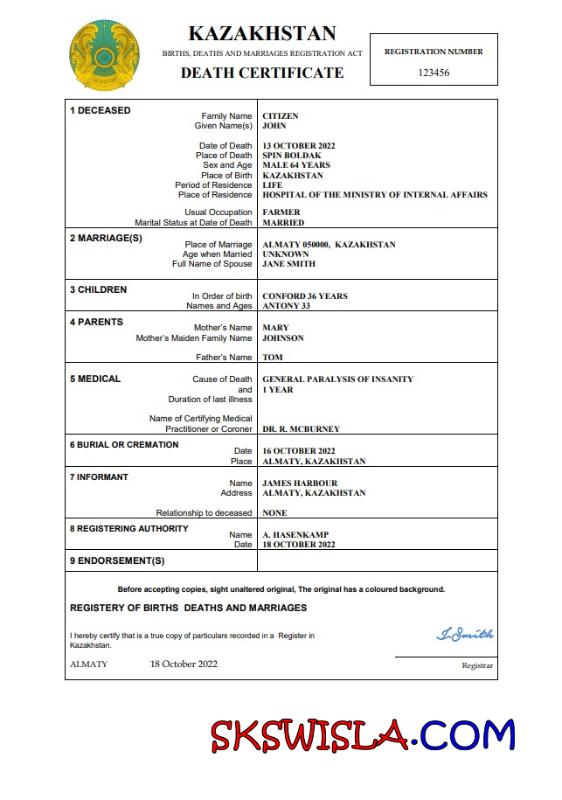 KAZAKHSTAN
BIRTHS, DEATHS AND MARRIAGES REGISTRATION ACT
DEATH CERTIFICATE
REGISTRATION NUMBER
123456
1 DECEASED
Family Name CITIZEN
Given Name(s) JOHN
Date of Death 13 OCTOBER 2022
Place of Death SPIN BOLDAK
Sex and Age MALE 64 YEARS
Place of Birth KAZAKHSTAN
Period of Residence LIFE
Place of Residence HOSPITAL OF THE MINISTRY OF INTERNAL AFFAIRS
Usual Occupation FARMER
Marital Status at Date of Death MARRIED
2 MARRIAGE(S)
Place of Marriage ALMATY 050000, KAZAKHSTAN
Age when Married UNKNOWN
Full Name of Spouse JANE SMITH
3 CHILDREN
In Order of birth CONFORD 36 YEARS
Names and Ages ANTONY 33
4 PARENTS
Mother's Name MARY
Mother's Maiden Family Name JOHNSON
Father's Name TOM
5 MEDICAL
Cause of Death GENERAL PARALYSIS OF INSANITY
and 1 YEAR
Duration of last illness
Name of Certifying Medical
Practitioner or Coroner DR. R. MCBURNEY
6 BURIAL OR CREMATION
Date 16 OCTOBER 2022
Place ALMATY, KAZAKHSTAN
7 INFORMANT
Name JAMES HARBOUR
Address ALMATY, KAZAKHSTAN
Relationship to deceased NONE
8 REGISTERING AUTHORITY
Name A. HASENKAMP
Date 18 OCTOBER 2022
9 ENDORSEMENT(S)
Before accepting copies, sight unaltered original, The original has a coloured background.
REGISTERY OF BIRTHS DEATHS AND MARRIAGES
I hereby certify that is a true copy of particulars recorded in a Register in
Kazakhstan.
ALMATY 18 October 2022
Registrar
SKSWISLA.COM